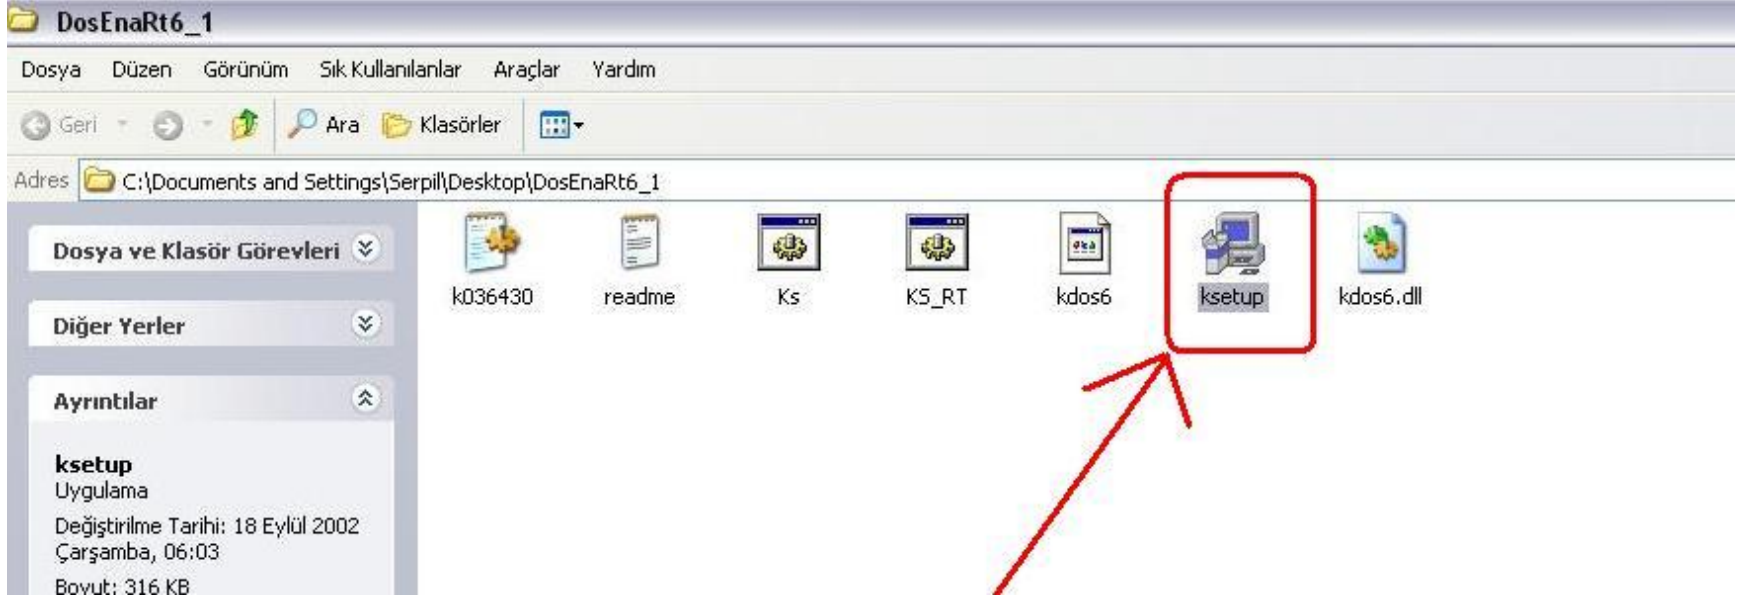 DosEnaRt6_1
Dosya Düzen Görünüm Sık Kullanılanlar Araçlar Yardım
Geri Ara Klasörler
Adres C:\Documents and Settings\Serpil\Desktop\DosEnaRt6_1
Dosya ve Klasör Görevleri
Diğer Yerler
Ayrıntılar
ksetup
Uygulama
Değiştirilme Tarihi: 18 Eylül 2002
Çarşamba, 06:03
Boyut: 316 KB
k036430 readme Ks KS_RT kdos6 ksetup kdos6.dll